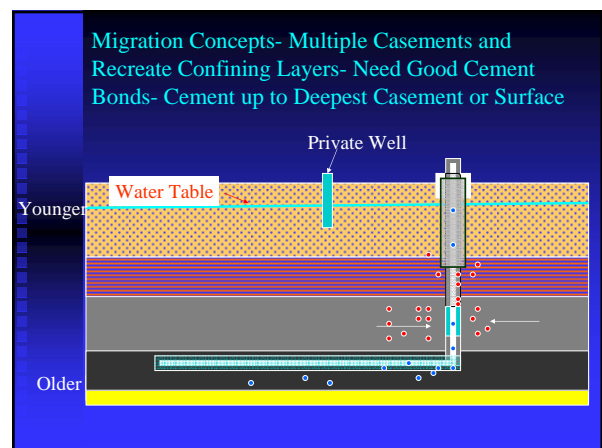 Migration Concepts- Multiple Casements and
Recreate Confining Layers- Need Good Cement
Bonds- Cement up to Deepest Casement or Surface
Private Well
Water Table
Younger
Older